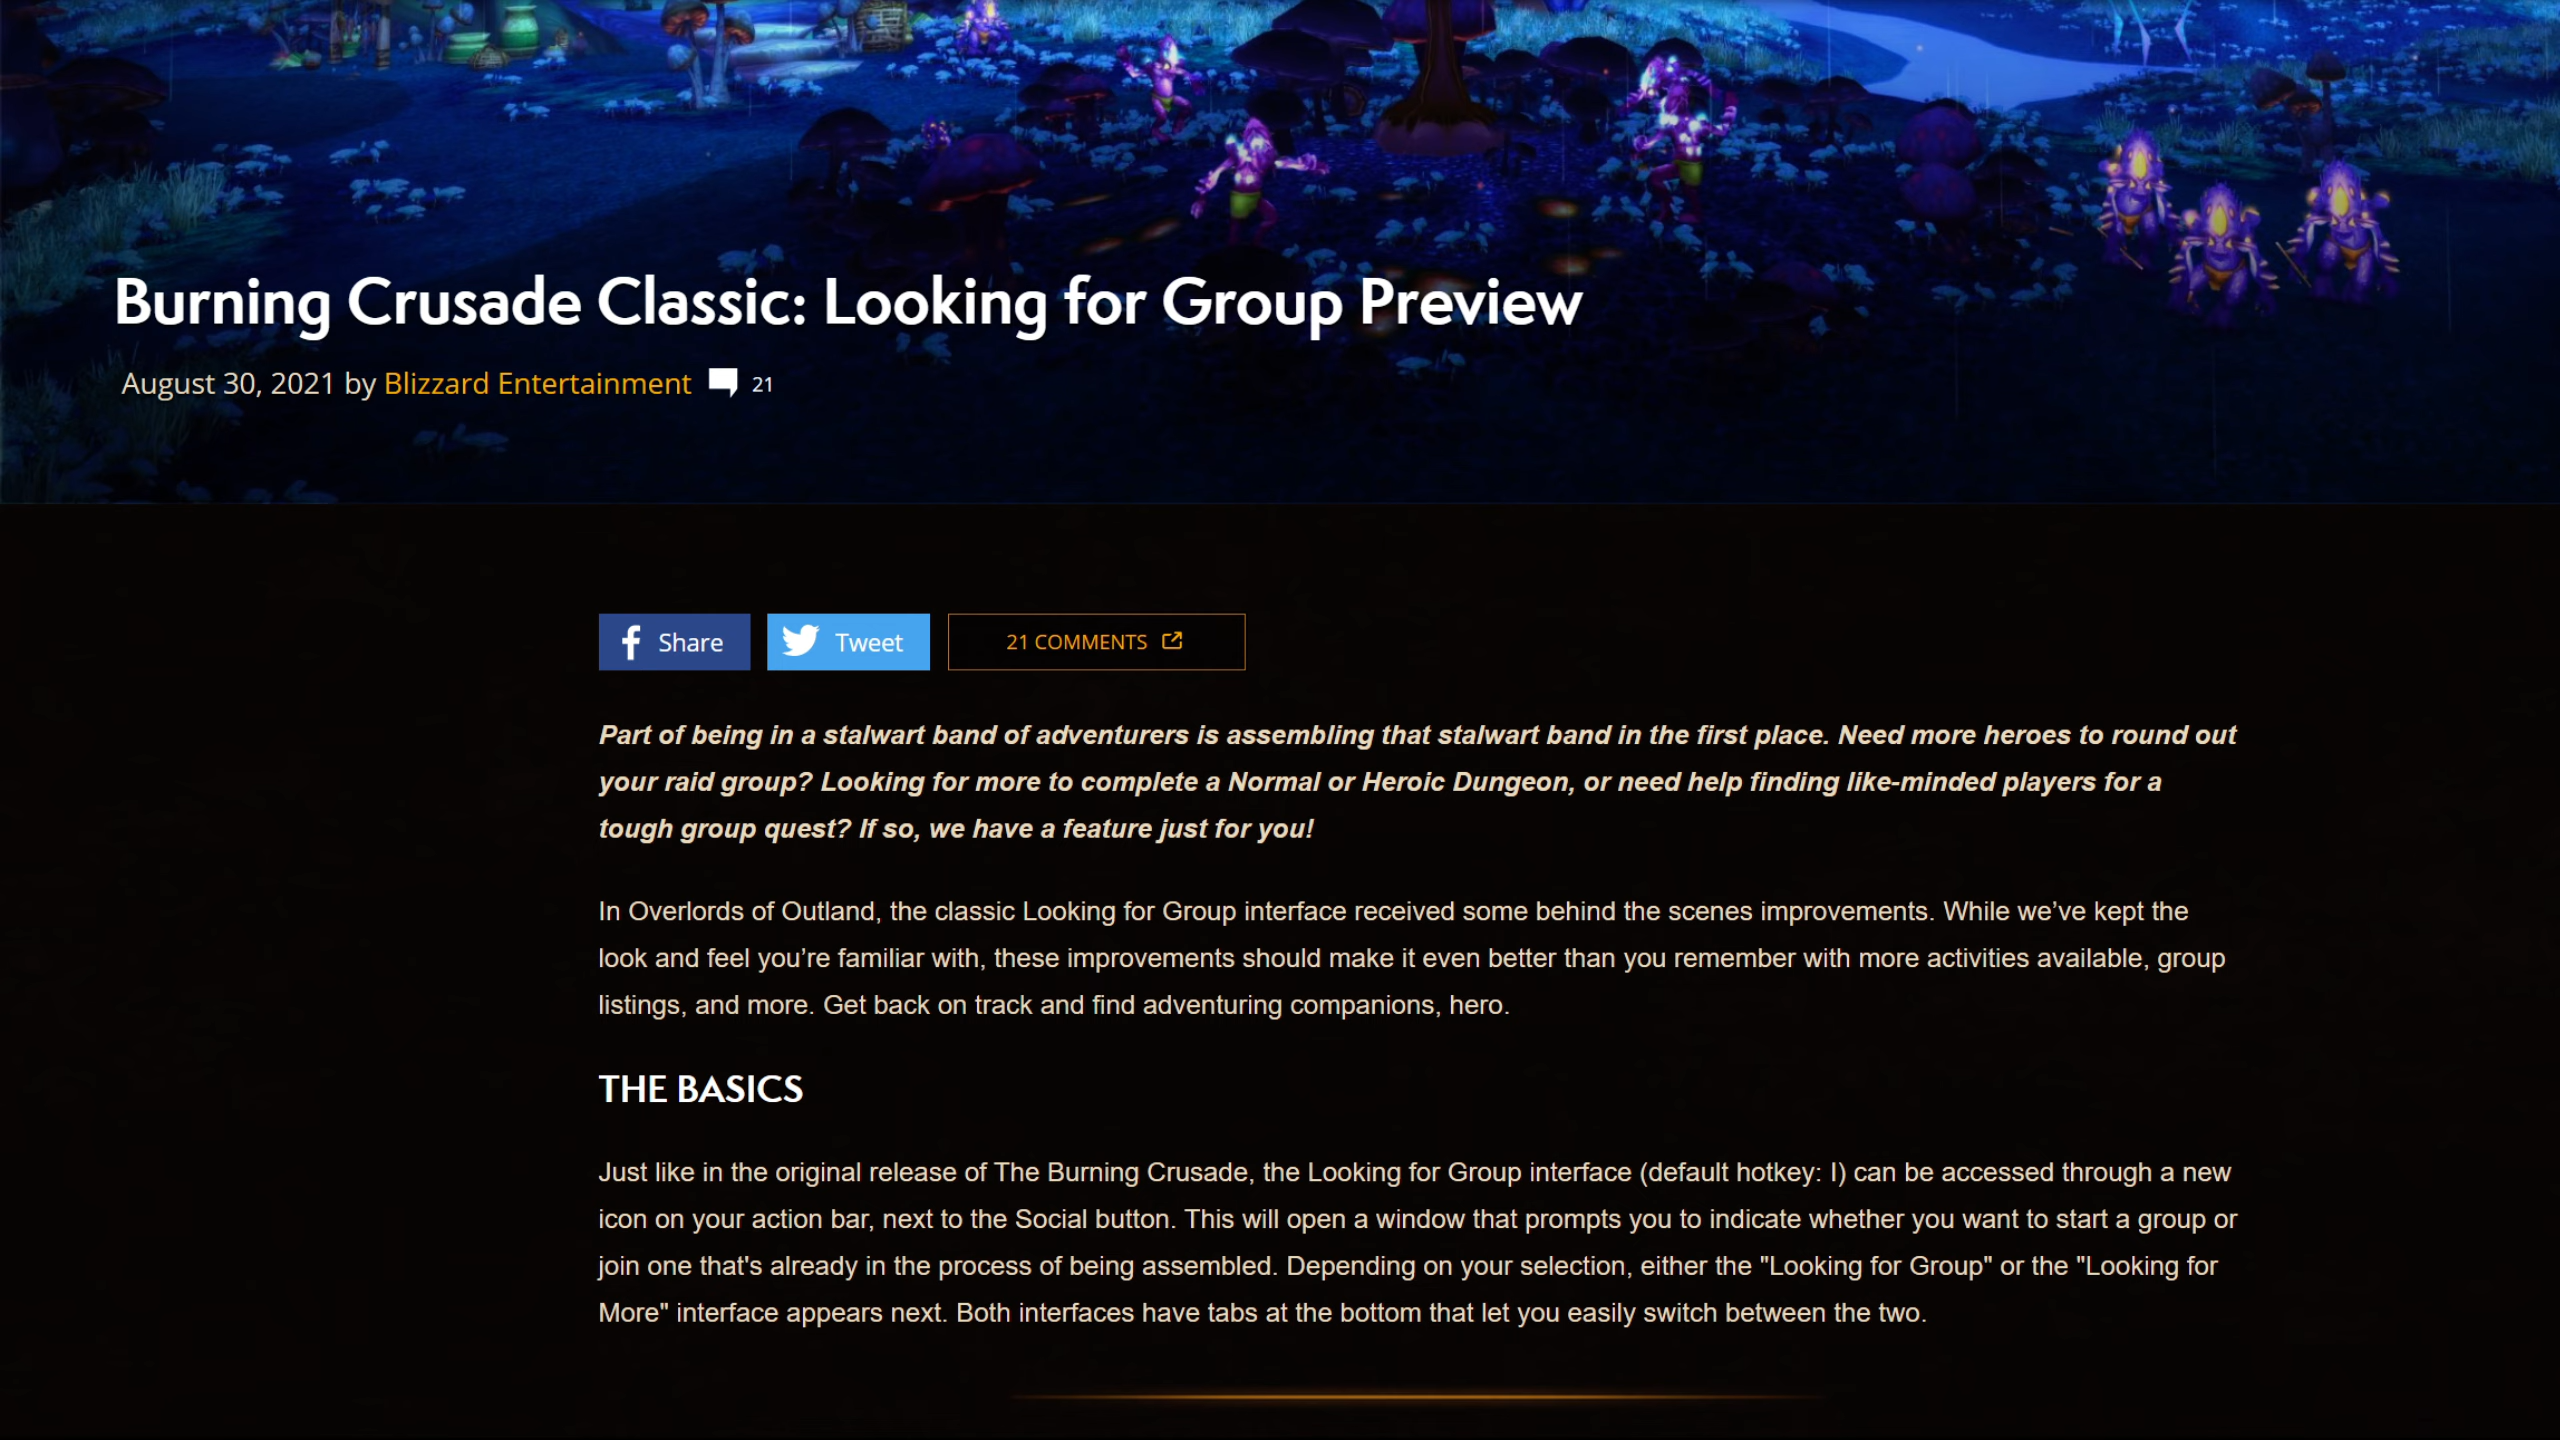 Burning Crusade Classic: Looking for Group Preview
August 30, 2021 by Blizzard Entertainment 21
Share Tweet 21 COMMENTS
Part of being in a stalwart band of adventurers is assembling that stalwart band in the first place. Need more heroes to round out
your raid group? Looking for more to complete a Normal or Heroic Dungeon, or need help finding like-minded players for a
tough group quest? If so, we have a feature just for you!
In Overlords of Outland, the classic Looking for Group interface received some behind the scenes improvements. While we’ve kept the
look and feel you’re familiar with, these improvements should make it even better than you remember with more activities available, group
listings, and more. Get back on track and find adventuring companions, hero.
THE BASICS
Just like in the original release of The Burning Crusade, the Looking for Group interface (default hotkey: I) can be accessed through a new
icon on your action bar, next to the Social button. This will open a window that prompts you to indicate whether you want to start a group or
join one that's already in the process of being assembled. Depending on your selection, either the "Looking for Group" or the "Looking for
More" interface appears next. Both interfaces have tabs at the bottom that let you easily switch between the two.